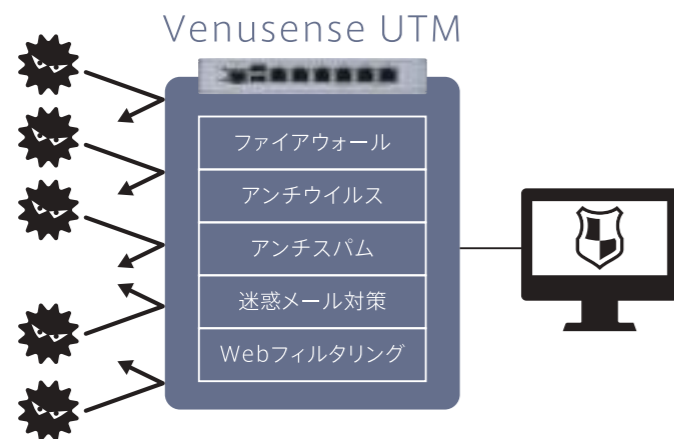 Venusense UTM
ファイアウォール
アンチウイルス
アンチスパム
迷惑メール対策
Webフィルタリング